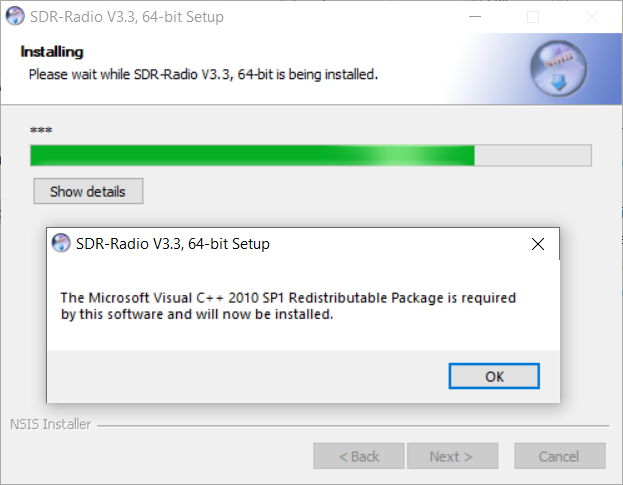 SDR-Radio V3.3, 64-bit Setup
Installing
Please wait while SDR-Radio V3.3, 64-bit is being installed.
***
Show details
SDR-Radio V3.3, 64-bit Setup
The Microsoft Visual C++ 2010 SP1 Redistributable Package is required
by this software and will now be installed.
OK
NSIS Installer
< Back
Next >
Cancel